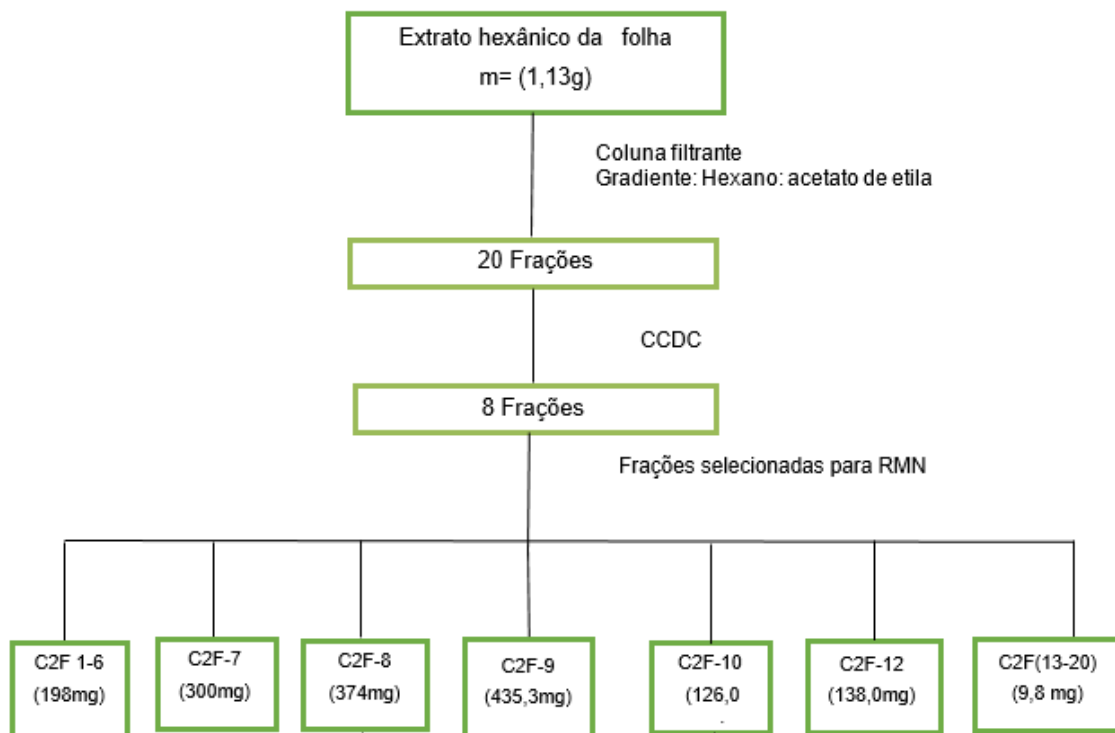 Extrato hexânico da folha
m= (1,13g)
Coluna filtrante
Gradiente: Hexano: acetato de etila
20 Frações
CCDC
8 Frações
Frações selecionadas para RMN
C2F 1-6
(198mg)
C2F-7
(300mg)
C2F-8
(374mg)
C2F-9
(435,3mg)
C2F-10
(126,0
C2F-12
(138,0mg)
C2F(13-20)
(9,8 mg)